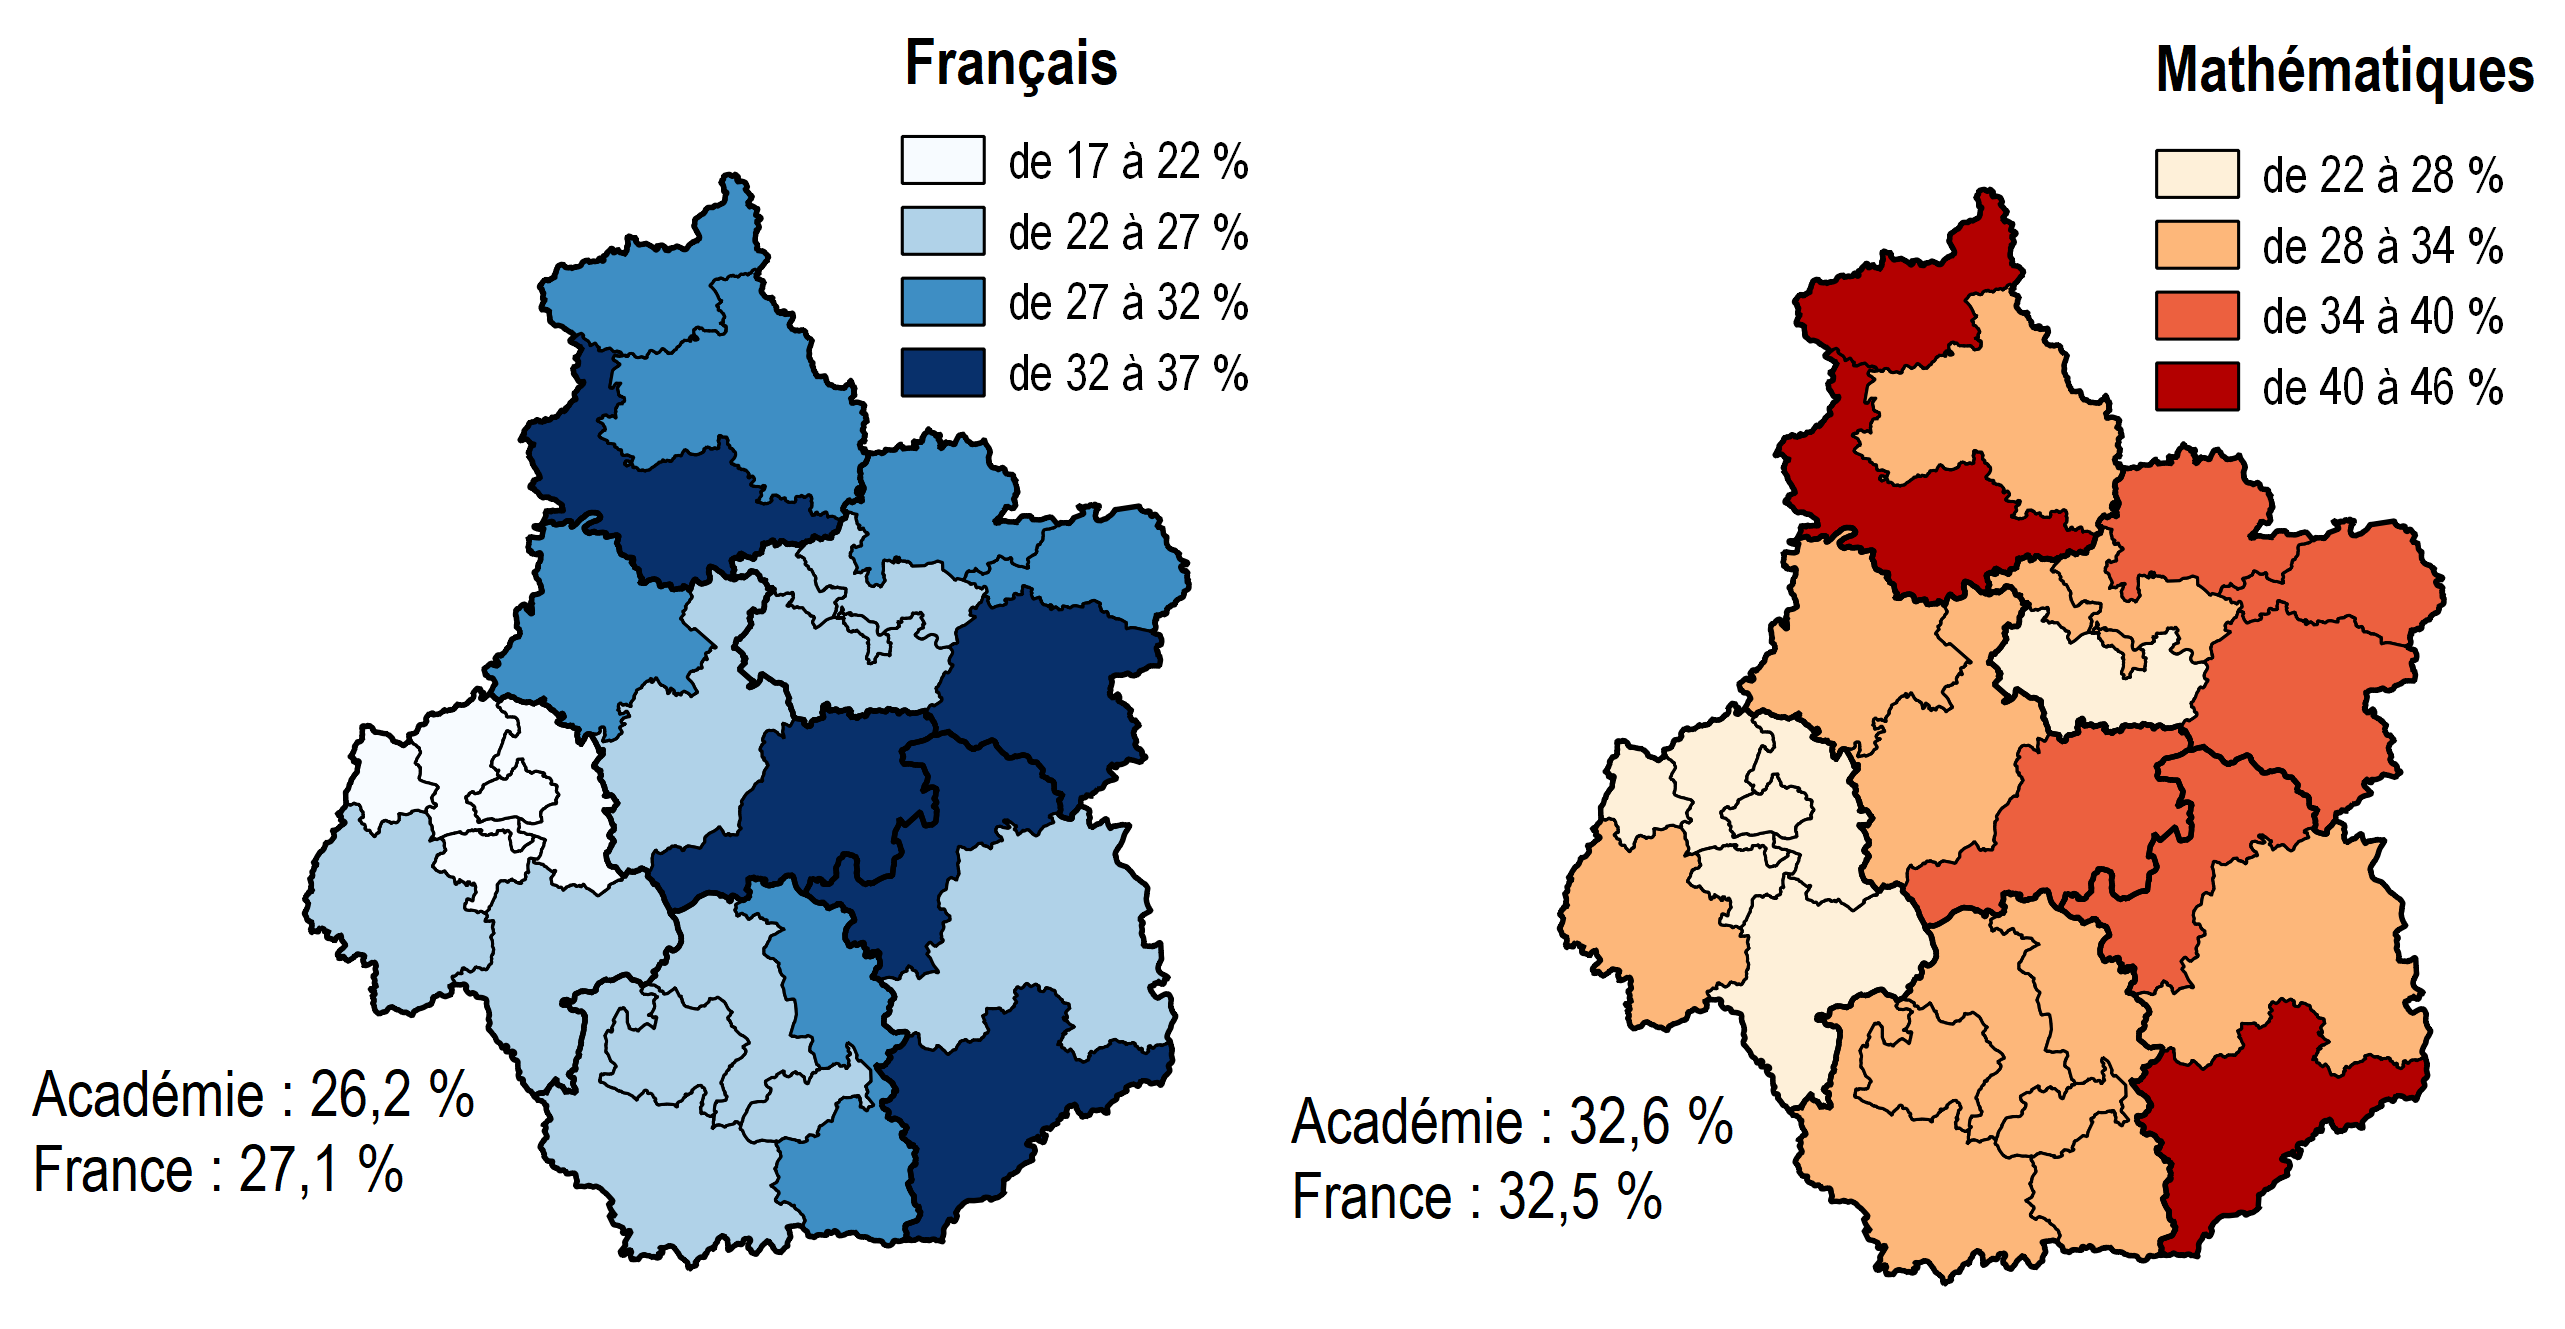 Français
de 17 à 22 %
de 22 à 27 %
de 27 à 32 %
de 32 à 37 %
Académie : 26,2 %
France : 27,1 %
Mathématiques
de 22 à 28 %
de 28 à 34 %
de 34 à 40 %
de 40 à 46 %
Académie : 32,6 %
France : 32,5 %